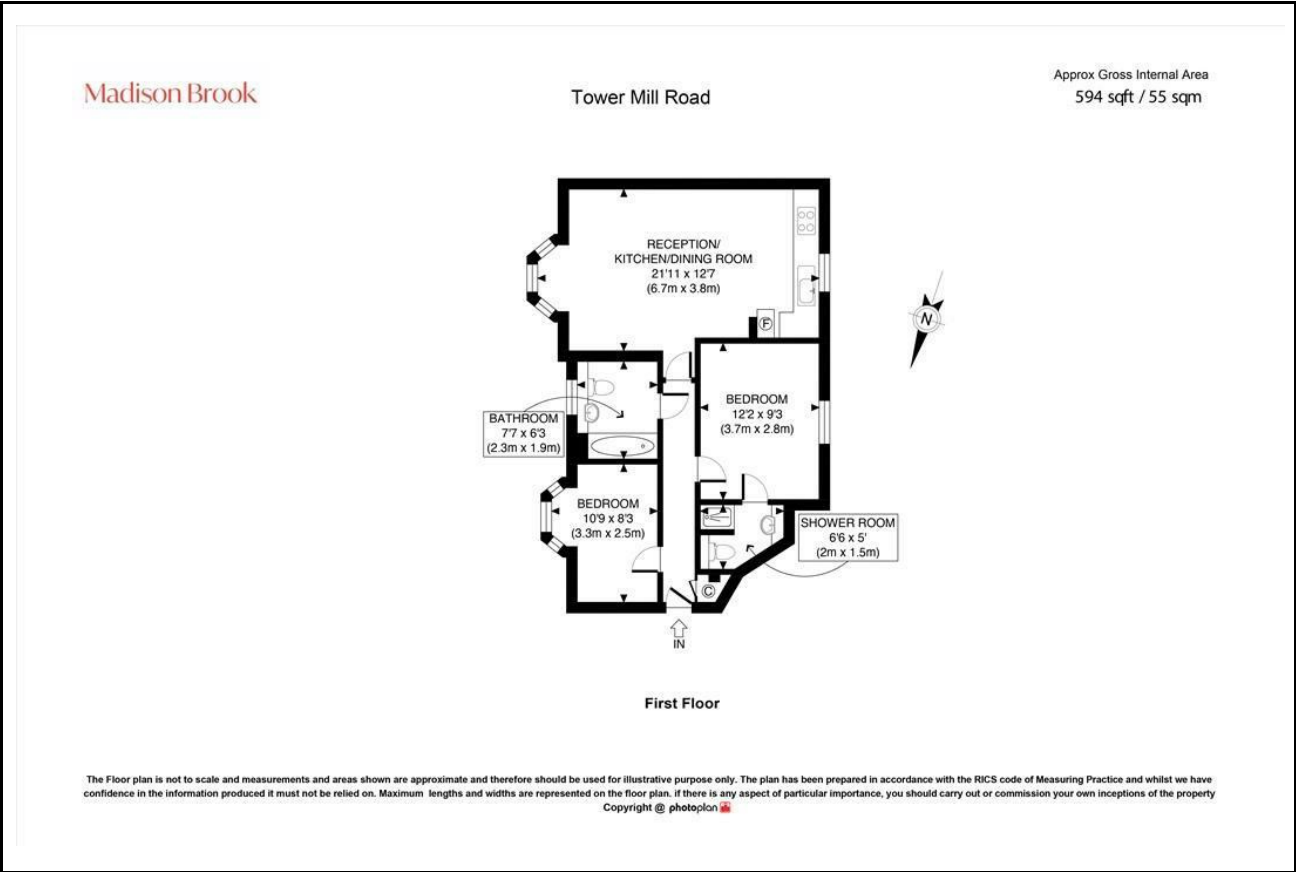 Madison Brook
Tower Mill Road
Approx Gross Internal Area
594 sqft / 55 sqm
RECEPTION/
KITCHEN/DINING ROOM
21'11 x 12'7
(6.7m x 3.8m)
F
N
BEDROOM
12'2 x 9'3
(3.7m x 2.8m)
BATHROOM
7'7 x 6'3
(2.3m x 1.9m)
BEDROOM
10'9 x 8'3
(3.3m x 2.5m)
SHOWER ROOM
6'6 x 5'
(2m x 1.5m)
C
IN
First Floor
The Floor plan is not to scale and measurements and areas shown are approximate and therefore should be used for illustrative purpose only. The plan has been prepared in accordance with the RICS code of Measuring Practice and whilst we have
confidence in the information produced it must not be relied on. Maximum lengths and widths are represented on the floor plan. if there is any aspect of particular importance, you should carry out or commission your own inceptions of the property
Copyright @ photoplan